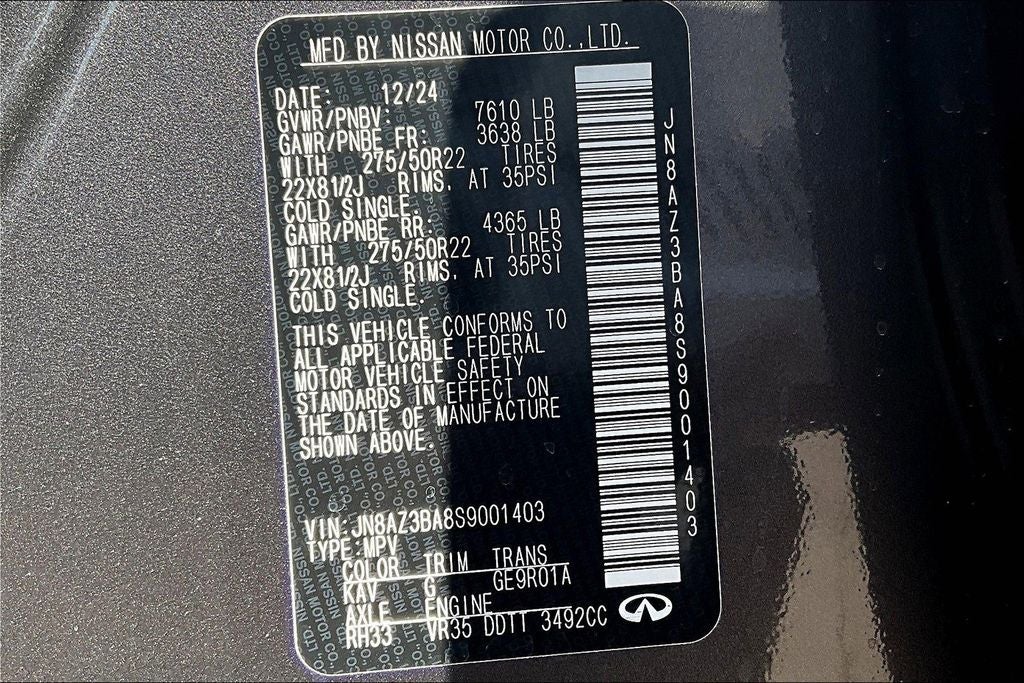 MFD BY NISSAN MOTOR CO.,LTD.
DATE: 12/24
GVWR/PNBV: 7610 LB
GAWR/PNBE FR: 3638 LB
WITH 275/50R22 TIRES
22X81/2J RIMS, AT 35PSI
COLD SINGLE.
GAWR/PNBE RR: 4365 LB
WITH 275/50R22 TIRES
22X81/2J RIMS, AT 35PSI
COLD SINGLE.
THIS VEHICLE CONFORMS TO
ALL APPLICABLE FEDERAL
MOTOR VEHICLE SAFETY
STANDARDS IN EFFECT ON
THE DATE OF MANUFACTURE
SHOWN ABOVE.
VIN:JN8AZ3BA8S9001403
TYPE:MPV
COLOR TRIM TRANS
KAV G GE9R01A
AXLE ENGINE
RH33 VR35 DDTT 3492CC
JN8AZ3BA8S9001403